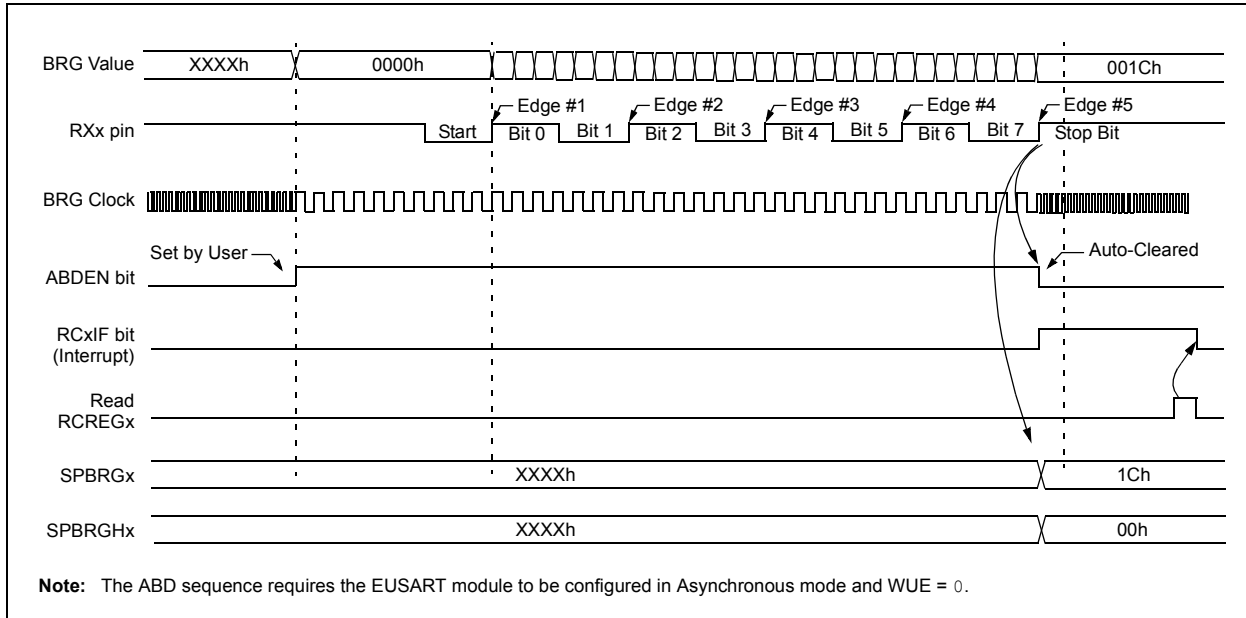 BRG Value XXXXh 0000h 001Ch
Edge #1 Edge #2 Edge #3 Edge #4 Edge #5
RXx pin Start Bit 0 Bit 1 Bit 2 Bit 3 Bit 4 Bit 5 Bit 6 Bit 7 Stop Bit
BRG Clock
Set by User Auto-Cleared
ABDEN bit
RCxIF bit
(Interrupt)
Read
RCREGx
SPBRGx XXXXh 1Ch
SPBRGHx XXXXh 00h
Note: The ABD sequence requires the EUSART module to be configured in Asynchronous mode and WUE = 0.